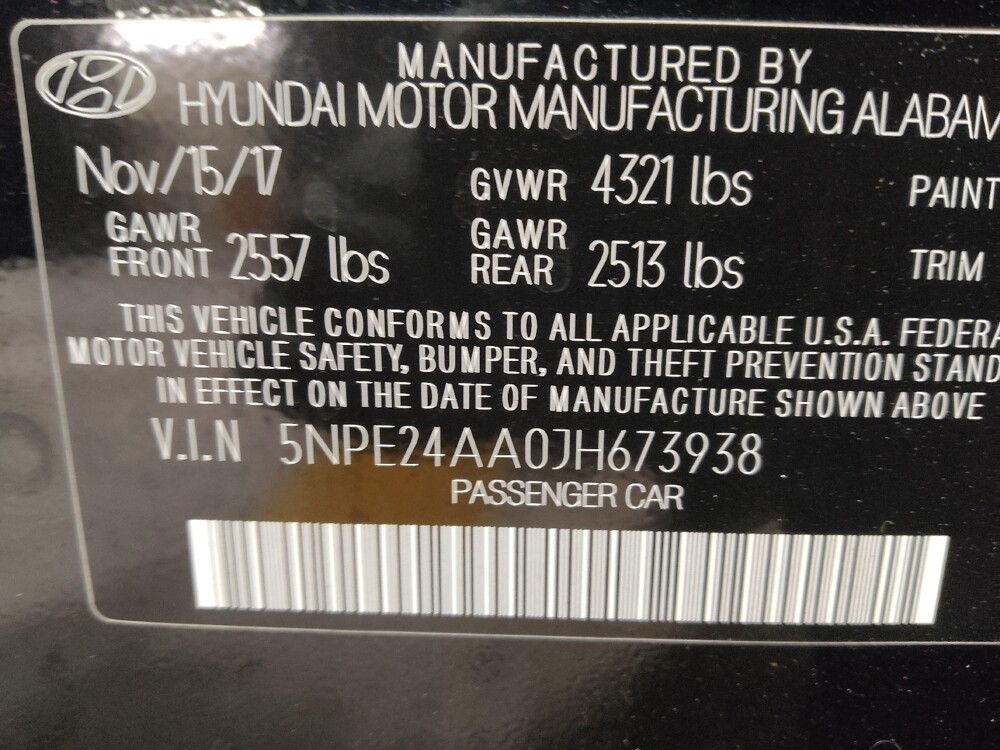 MANUFACTURED BY
HYUNDAI MOTOR MANUFACTURING ALABAM
Nov/15/17 GVWR 4321 lbs PAINT
GAWR FRONT 2557 lbs GAWR REAR 2513 lbs TRIM
THIS VEHICLE CONFORMS TO ALL APPLICABLE U.S.A. FEDERA
MOTOR VEHICLE SAFETY, BUMPER, AND THEFT PREVENTION STAND
IN EFFECT ON THE DATE OF MANUFACTURE SHOWN ABOVE
V.I.N 5NPE24AA0JH673938
PASSENGER CAR